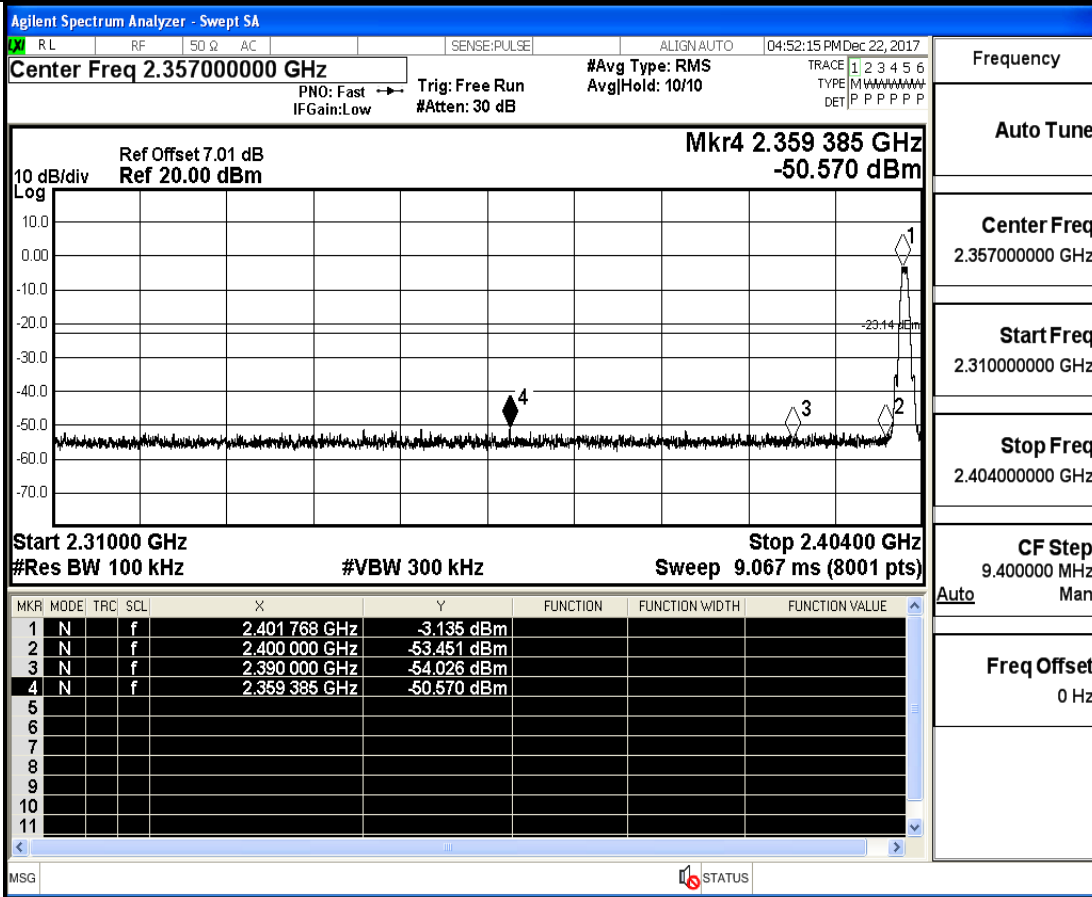 Agilent Spectrum Analyzer - Swept SA
LXI RL RF 50 Ω AC SENSE:PULSE ALIGN AUTO 04:52:15 PM Dec 22, 2017
Center Freq 2.357000000 GHz
PNO: Fast
IFGain:Low
Trig: Free Run
#Atten: 30 dB
#Avg Type: RMS
Avg|Hold: 10/10
TRACE 1 2 3 4 5 6
TYPE M W W W W W
DET P P P P P P
Mkr4 2.359 385 GHz
-50.570 dBm
Ref Offset 7.01 dB
Ref 20.00 dBm
10 dB/div
Log
10.0
0.00
-10.0
-20.0
-30.0
-40.0
-50.0
-60.0
-70.0
1
-23.14 dBm
4
3
2
Start 2.31000 GHz Stop 2.40400 GHz
#Res BW 100 kHz #VBW 300 kHz Sweep 9.067 ms (8001 pts)
MKR MODE TRC SCL X Y FUNCTION FUNCTION WIDTH FUNCTION VALUE
1 N f 2.401 768 GHz -3.135 dBm
2 N f 2.400 000 GHz -53.451 dBm
3 N f 2.390 000 GHz -54.026 dBm
4 N f 2.359 385 GHz -50.570 dBm
5
6
7
8
9
10
11
MSG STATUS
Frequency
Auto Tune
Center Freq
2.357000000 GHz
Start Freq
2.310000000 GHz
Stop Freq
2.404000000 GHz
CF Step
9.400000 MHz
Auto Man
Freq Offset
0 Hz